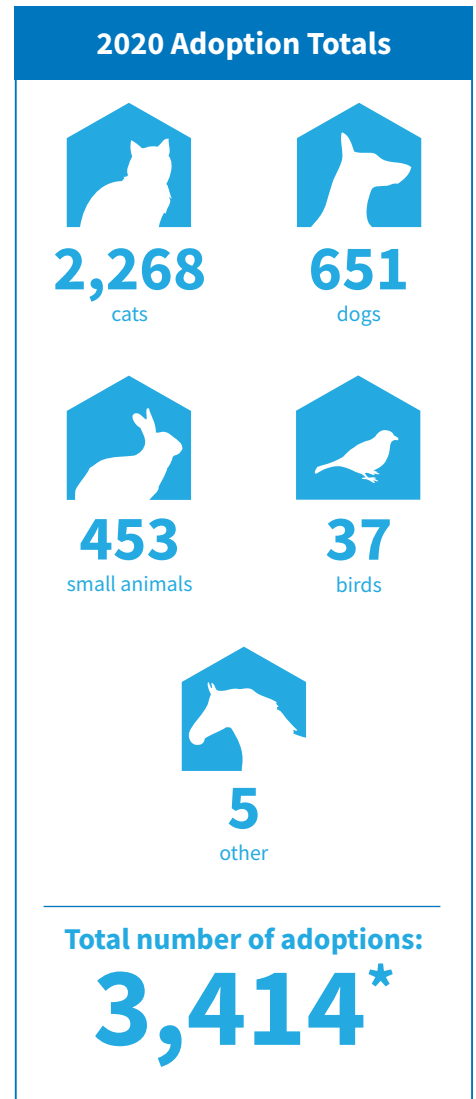 2020 Adoption Totals
2,268
cats
651
dogs
453
small animals
37
birds
5
other
Total number of adoptions:
3,414*